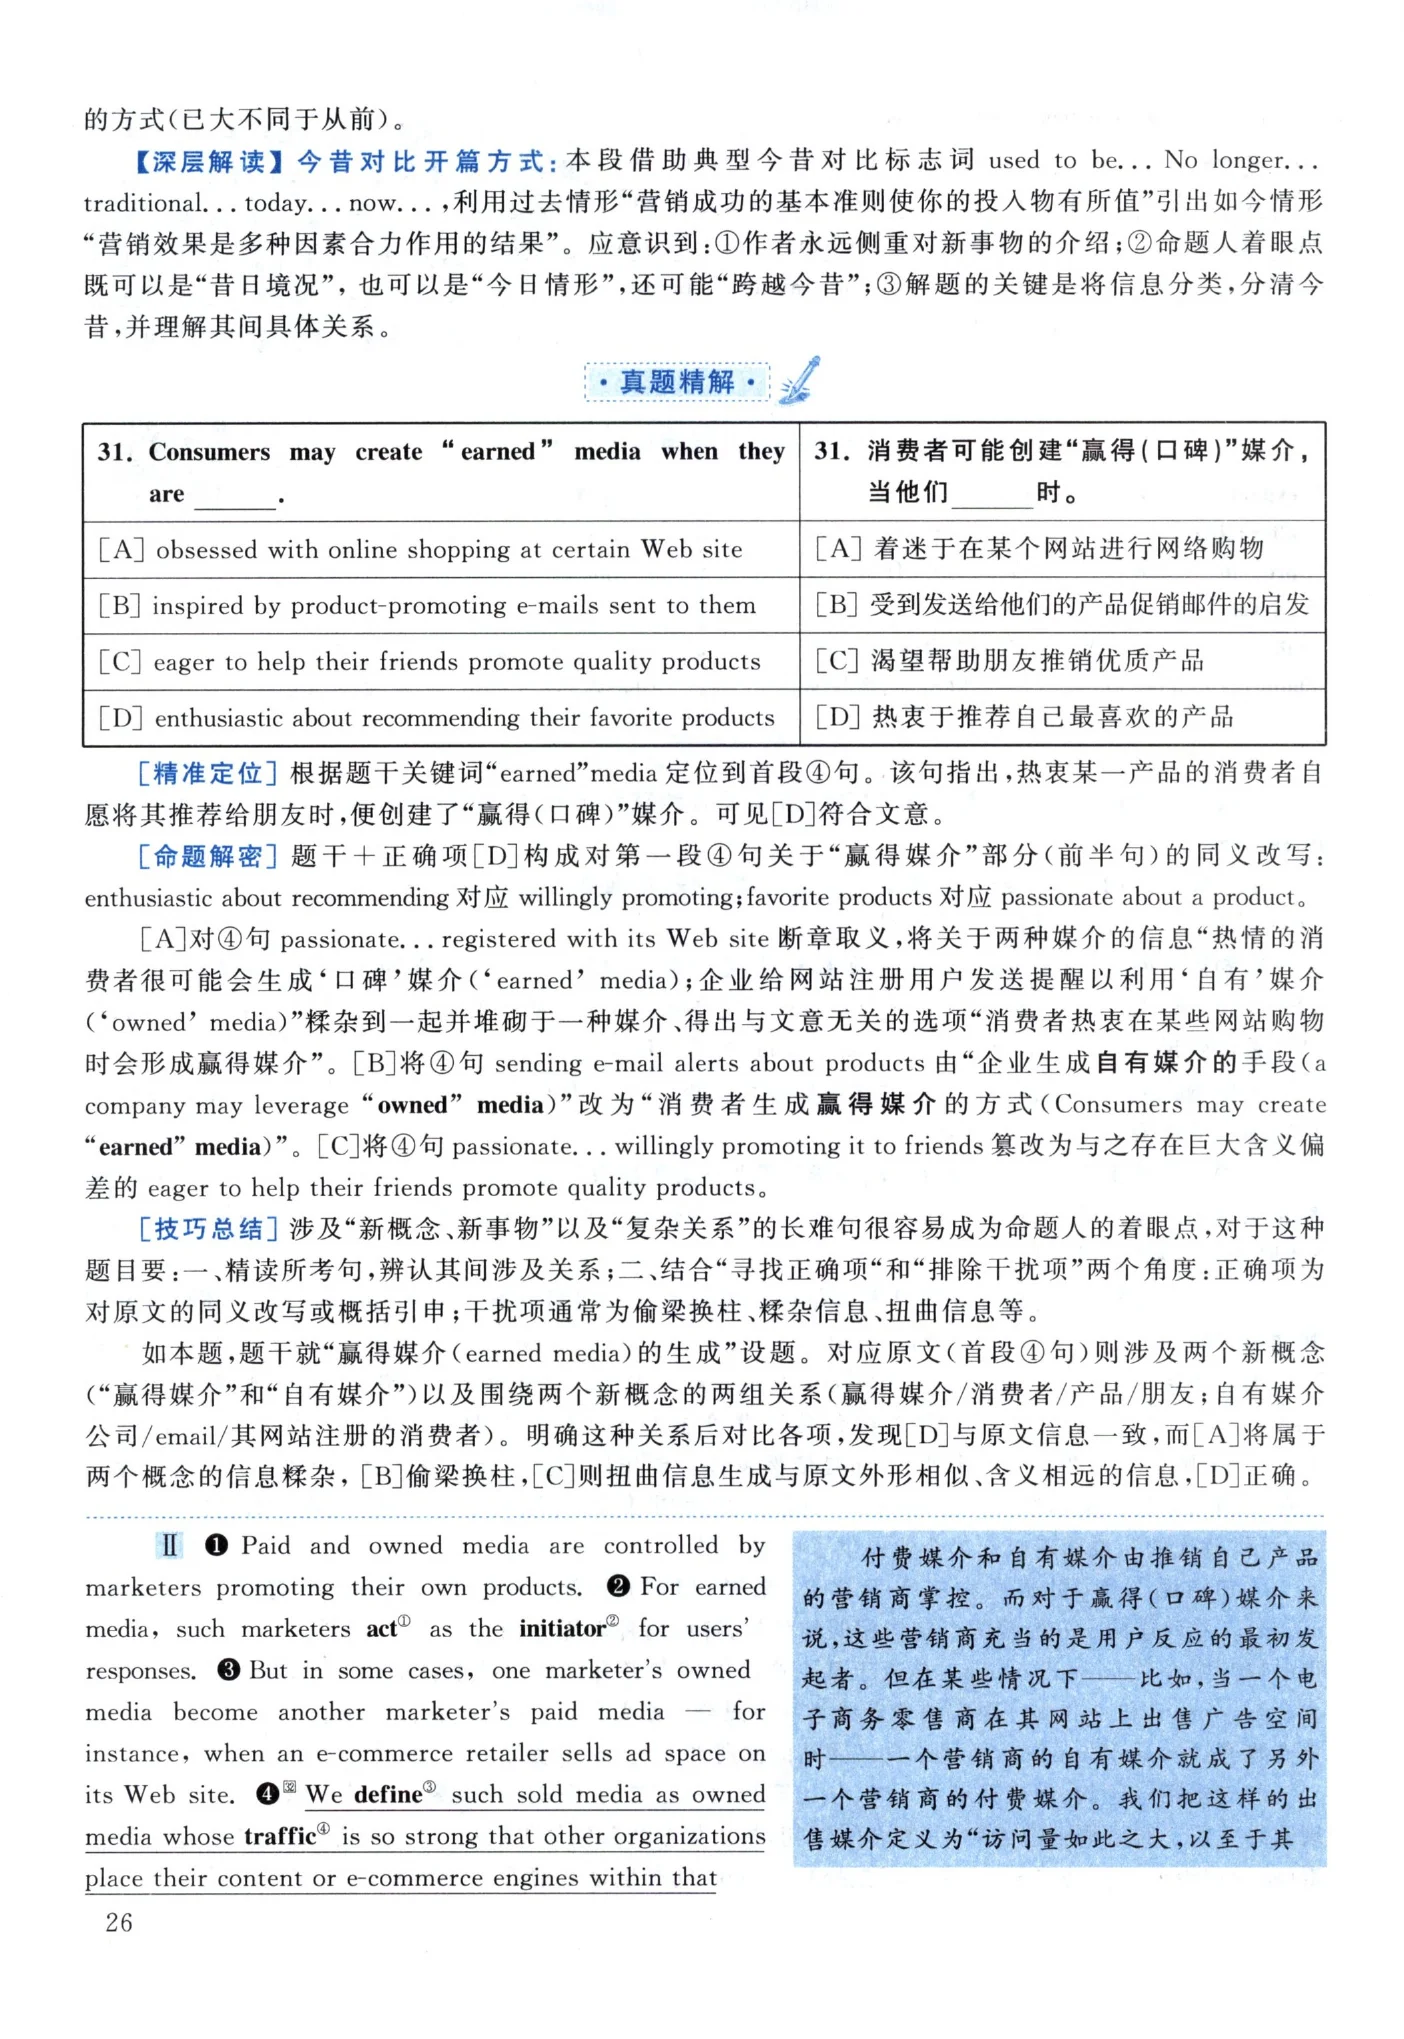 的方式(已大不同于从前)。
【深层解读】今昔对比开篇方式:本段借助典型今昔对比标志词 used to be... No longer...
traditional... today... now... ,利用过去情形“营销成功的基本准则使你的投入物有所值”引出如今情形
“营销效果是多种因素合力作用的结果”。应意识到:①作者永远侧重对新事物的介绍;②命题人着眼点
既可以是“昔日境况”,也可以是“今日情形”,还可能“跨越今昔”;③解题的关键是将信息分类,分清今
昔,并理解其间具体关系。
·真题精解·
31. Consumers may create “earned” media when they
are ______ .
31. 消费者可能创建“赢得(口碑)”媒介,
当他们______时。
[A] obsessed with online shopping at certain Web site
[A] 着迷于在某个网站进行网络购物
[B] inspired by product-promoting e-mails sent to them
[B] 受到发送给他们的产品促销邮件的启发
[C] eager to help their friends promote quality products
[C] 渴望帮助朋友推销优质产品
[D] enthusiastic about recommending their favorite products
[D] 热衷于推荐自己最喜欢的产品
[精准定位] 根据题干关键词“earned”media 定位到首段④句。该句指出,热衷某一产品的消费者自
愿将其推荐给朋友时,便创建了“赢得(口碑)”媒介。可见[D]符合文意。
[命题解密] 题干+正确项[D]构成对第一段④句关于“赢得媒介”部分(前半句)的同义改写:
enthusiastic about recommending 对应 willingly promoting;favorite products 对应 passionate about a product。
[A]对④句 passionate... registered with its Web site 断章取义,将关于两种媒介的信息“热情的消
费者很可能会生成‘口碑’媒介(‘earned’ media);企业给网站注册用户发送提醒以利用‘自有’媒介
(‘owned’ media)”糅杂到一起并堆砌于一种媒介、得出与文意无关的选项“消费者热衷在某些网站购物
时会形成赢得媒介”。[B]将④句 sending e-mail alerts about products 由“企业生成自有媒介的手段(a
company may leverage “owned” media)”改为“消费者生成赢得媒介的方式(Consumers may create
“earned” media)”。[C]将④句 passionate... willingly promoting it to friends 篡改为与之存在巨大含义偏
差的 eager to help their friends promote quality products。
[技巧总结] 涉及“新概念、新事物”以及“复杂关系”的长难句很容易成为命题人的着眼点,对于这种
题目要:一、精读所考句,辨认其间涉及关系;二、结合“寻找正确项“和“排除干扰项”两个角度:正确项为
对原文的同义改写或概括引申;干扰项通常为偷梁换柱、糅杂信息、扭曲信息等。
如本题,题干就“赢得媒介(earned media)的生成”设题。对应原文(首段④句)则涉及两个新概念
(“赢得媒介”和“自有媒介”)以及围绕两个新概念的两组关系(赢得媒介/消费者/产品/朋友;自有媒介
公司/email/其网站注册的消费者)。明确这种关系后对比各项,发现[D]与原文信息一致,而[A]将属于
两个概念的信息糅杂,[B]偷梁换柱,[C]则扭曲信息生成与原文外形相似、含义相远的信息,[D]正确。
Ⅱ ❶ Paid and owned media are controlled by
marketers promoting their own products. ❷ For earned
media, such marketers act① as the initiator② for users’
responses. ❸ But in some cases, one marketer’s owned
media become another marketer’s paid media — for
instance, when an e-commerce retailer sells ad space on
its Web site. ❹32 We define③ such sold media as owned
media whose traffic④ is so strong that other organizations
place their content or e-commerce engines within that
付费媒介和自有媒介由推销自己产品
的营销商掌控。而对于赢得(口碑)媒介来
说,这些营销商充当的是用户反应的最初发
起者。但在某些情况下——比如,当一个电
子商务零售商在其网站上出售广告空间
时——一个营销商的自有媒介就成了另外
一个营销商的付费媒介。我们把这样的出
售媒介定义为“访问量如此之大,以至于其
26